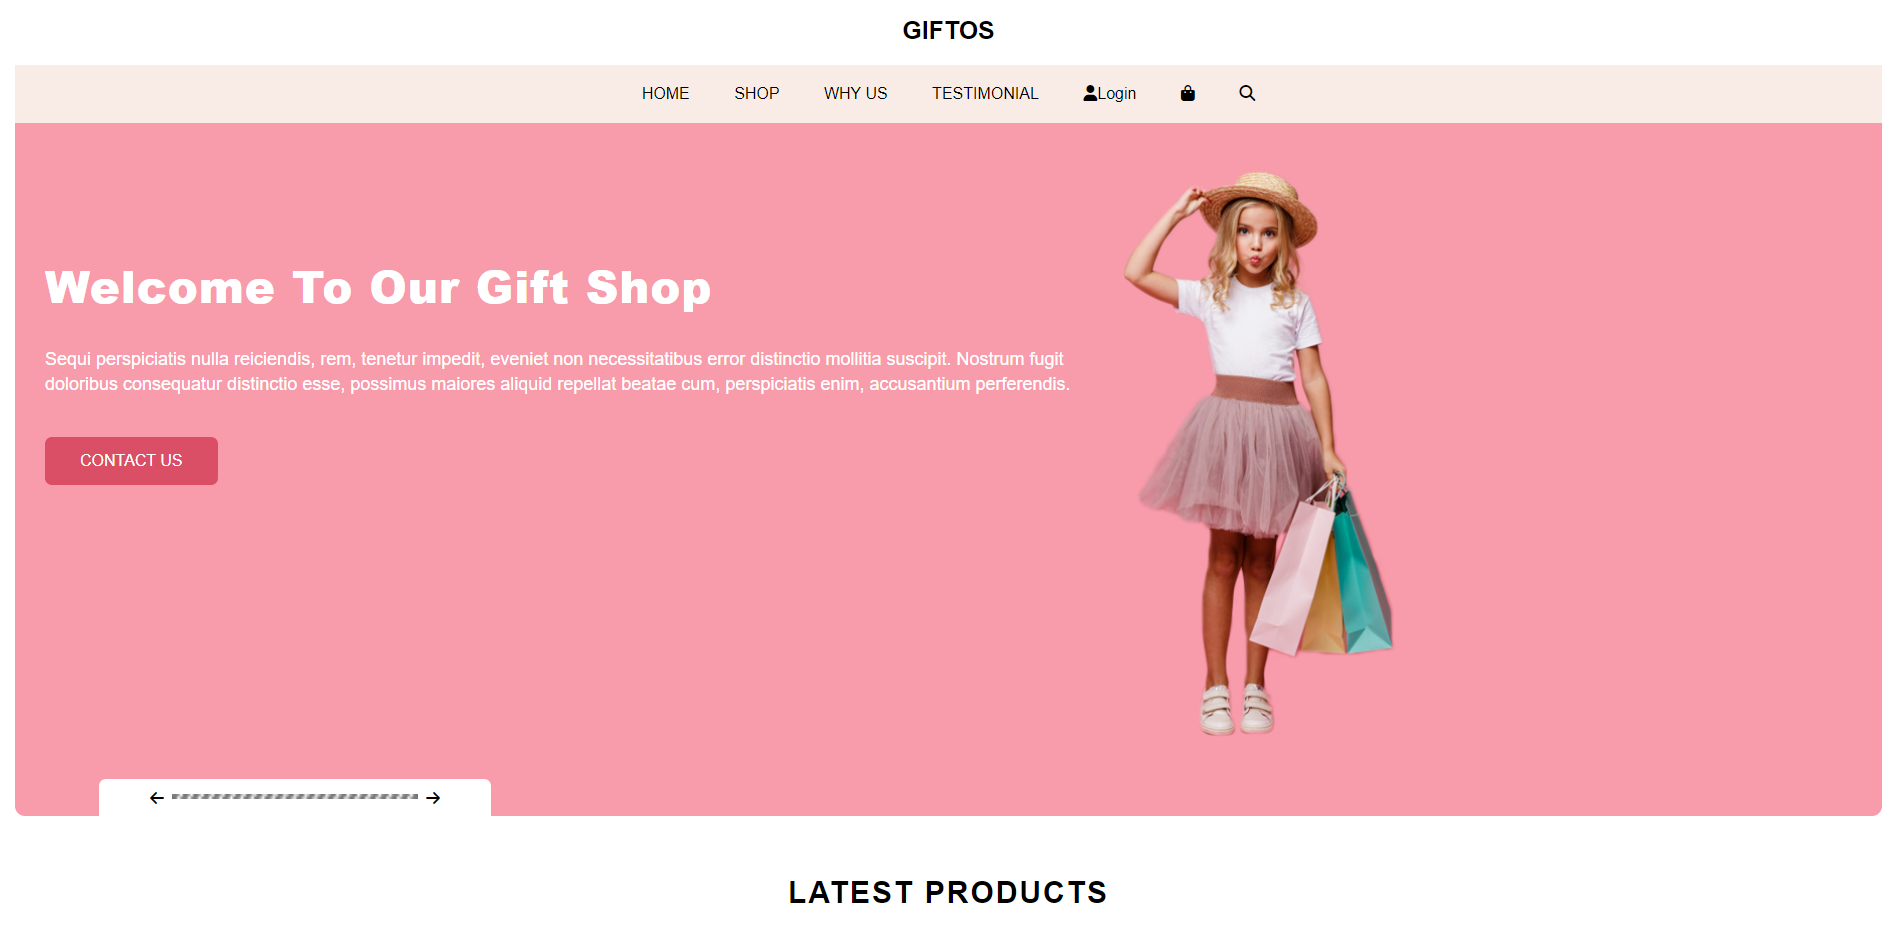 GIFTOS
HOME SHOP WHY US TESTIMONIAL Login
Welcome To Our Gift Shop
Sequi perspiciatis nulla reiciendis, rem, tenetur impedit, eveniet non necessitatibus error distinctio mollitia suscipit. Nostrum fugit
doloribus consequatur distinctio esse, possimus maiores aliquid repellat beatae cum, perspiciatis enim, accusantium perferendis.
CONTACT US
LATEST PRODUCTS